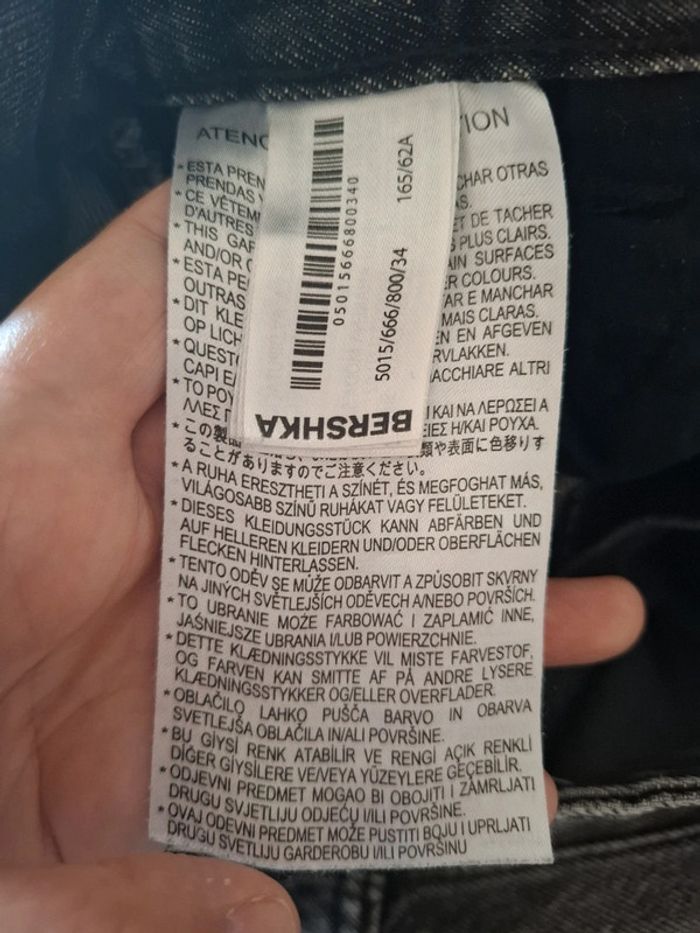 ATENC
ION
* ESTA PREN
CHAR OTRAS
PRENDAS
AS.
* CE VÊTEM
ET DE TACHER
D'AUTRES
S PLUS CLAIRS.
* THIS GAR
AIN SURFACES
AND/OR
R COLOURS.
* ESTA PE
AR E MANCHAR
OUTRAS
MAIS CLARAS.
* DIT KLE
EN EN AFGEVEN
OP LICH
RVLAKKEN.
* QUEST
ACCHIARE ALTRI
CAPI E/
* TO ΡΟΥ
Ι ΚΑΙ ΝΑ ΛΕΡΩΣΕΙ Α
ΛΛΕΣ Γ
ΕΙΕΣ Η/ΚΑΙ ΡΟΥΧΑ.
* この製
類や表面に色移りす
ることがありますのでご注意ください。
* A RUHA ERESZTHETI A SZÍNÉT, ÉS MEGFOGHAT MÁS,
VILÁGOSABB SZÍNŰ RUHÁKAT VAGY FELÜLETEKET.
* DIESES KLEIDUNGSSTÜCK KANN ABFÄRBEN UND
AUF HELLEREN KLEIDERN UND/ODER OBERFLÄCHEN
FLECKEN HINTERLASSEN.
* TENTO ODĚV SE MŮŽE ODBARVIT A ZPŮSOBIT SKVRNY
NA JINÝCH SVĚTLEJŠÍCH ODĚVECH A/NEBO POVRŠÍCH.
* TO UBRANIE MOŻE FARBOWAĆ I ZAPLAMIĆ INNE,
JAŚNIEJSZE UBRANIA I/LUB POWIERZCHNIE.
* DETTE KLÆDNINGSSTYKKE VIL MISTE FARVESTOF,
OG FARVEN KAN SMITTE AF PÅ ANDRE LYSERE
KLÆDNINGSSTYKKER OG/ELLER OVERFLADER.
* OBLAČILO LAHKO PUŠČA BARVO IN OBARVA
SVETLEJŠA OBLAČILA IN/ALI POVRŠINE.
* BU GİYSİ RENK ATABİLİR VE RENGİ AÇIK RENKLİ
DİĞER GİYSİLERE VE/VEYA YÜZEYLERE GEÇEBİLİR.
* ODJEVNI PREDMET MOGAO BI OBOJITI I ZAMRLJATI
DRUGU SVJETLIJU ODJEĆU I/ILI POVRŠINE.
* OVAJ ODEVNI PREDMET MOŽE PUSTITI BOJU I UPRLJATI
DRUGU SVETLIJU GARDEROBU I/ILI POVRŠINU
BERSHKA
05015666800340
5015/666/800/34 165/62A